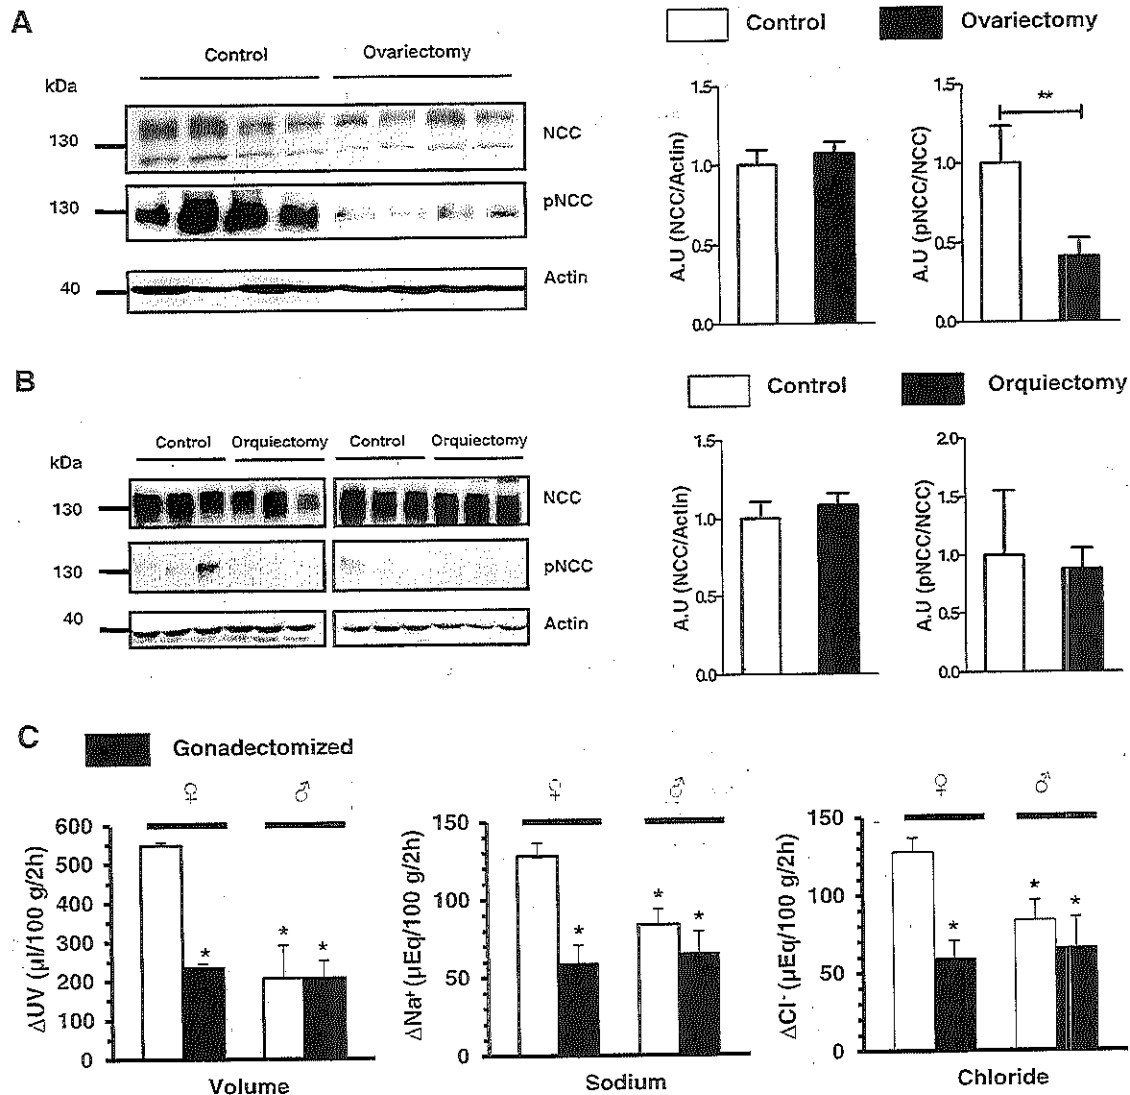 A
Control Ovariectomy
Control Ovariectomy
kDa
130
NCC
130
pNCC
40
Actin
A.U (NCC/Actin)
1.5
1.0
0.5
0.0
A.U (pNCC/NCC)
1.5
1.0
0.5
0.0
**
B
Control Orquiectomy
Control Orquiectomy Control Orquiectomy
kDa
130
NCC
130
pNCC
40
Actin
A.U (NCC/Actin)
1.5
1.0
0.5
0.0
A.U (pNCC/NCC)
2.0
1.5
1.0
0.5
0.0
C
Gonadectomized
♀ ♂
ΔUV (µl/100 g/2h)
600
500
400
300
200
100
0
* * *
Volume
♀ ♂
ΔNa⁺ (µEq/100 g/2h)
150
100
50
0
* * *
Sodium
♀ ♂
ΔCl⁻ (µEq/100 g/2h)
150
100
50
0
* * *
Chloride